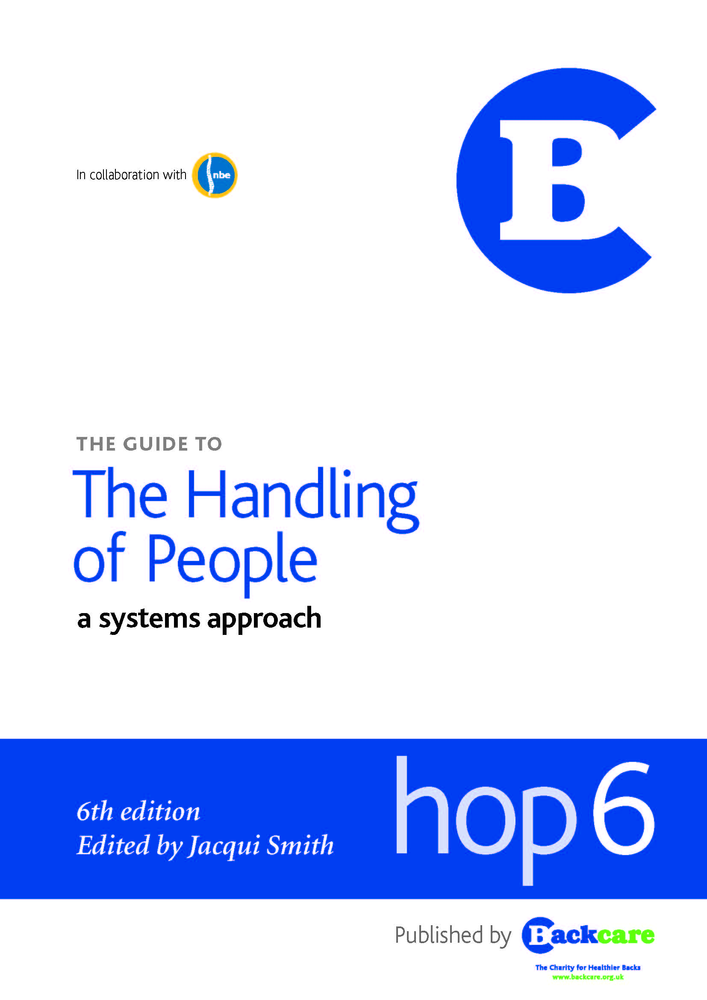 In collaboration with nbe
BC
THE GUIDE TO
The Handling
of People
a systems approach
6th edition
Edited by Jacqui Smith
hop6
Published by Backcare
The Charity for Healthier Backs
www.backcare.org.uk